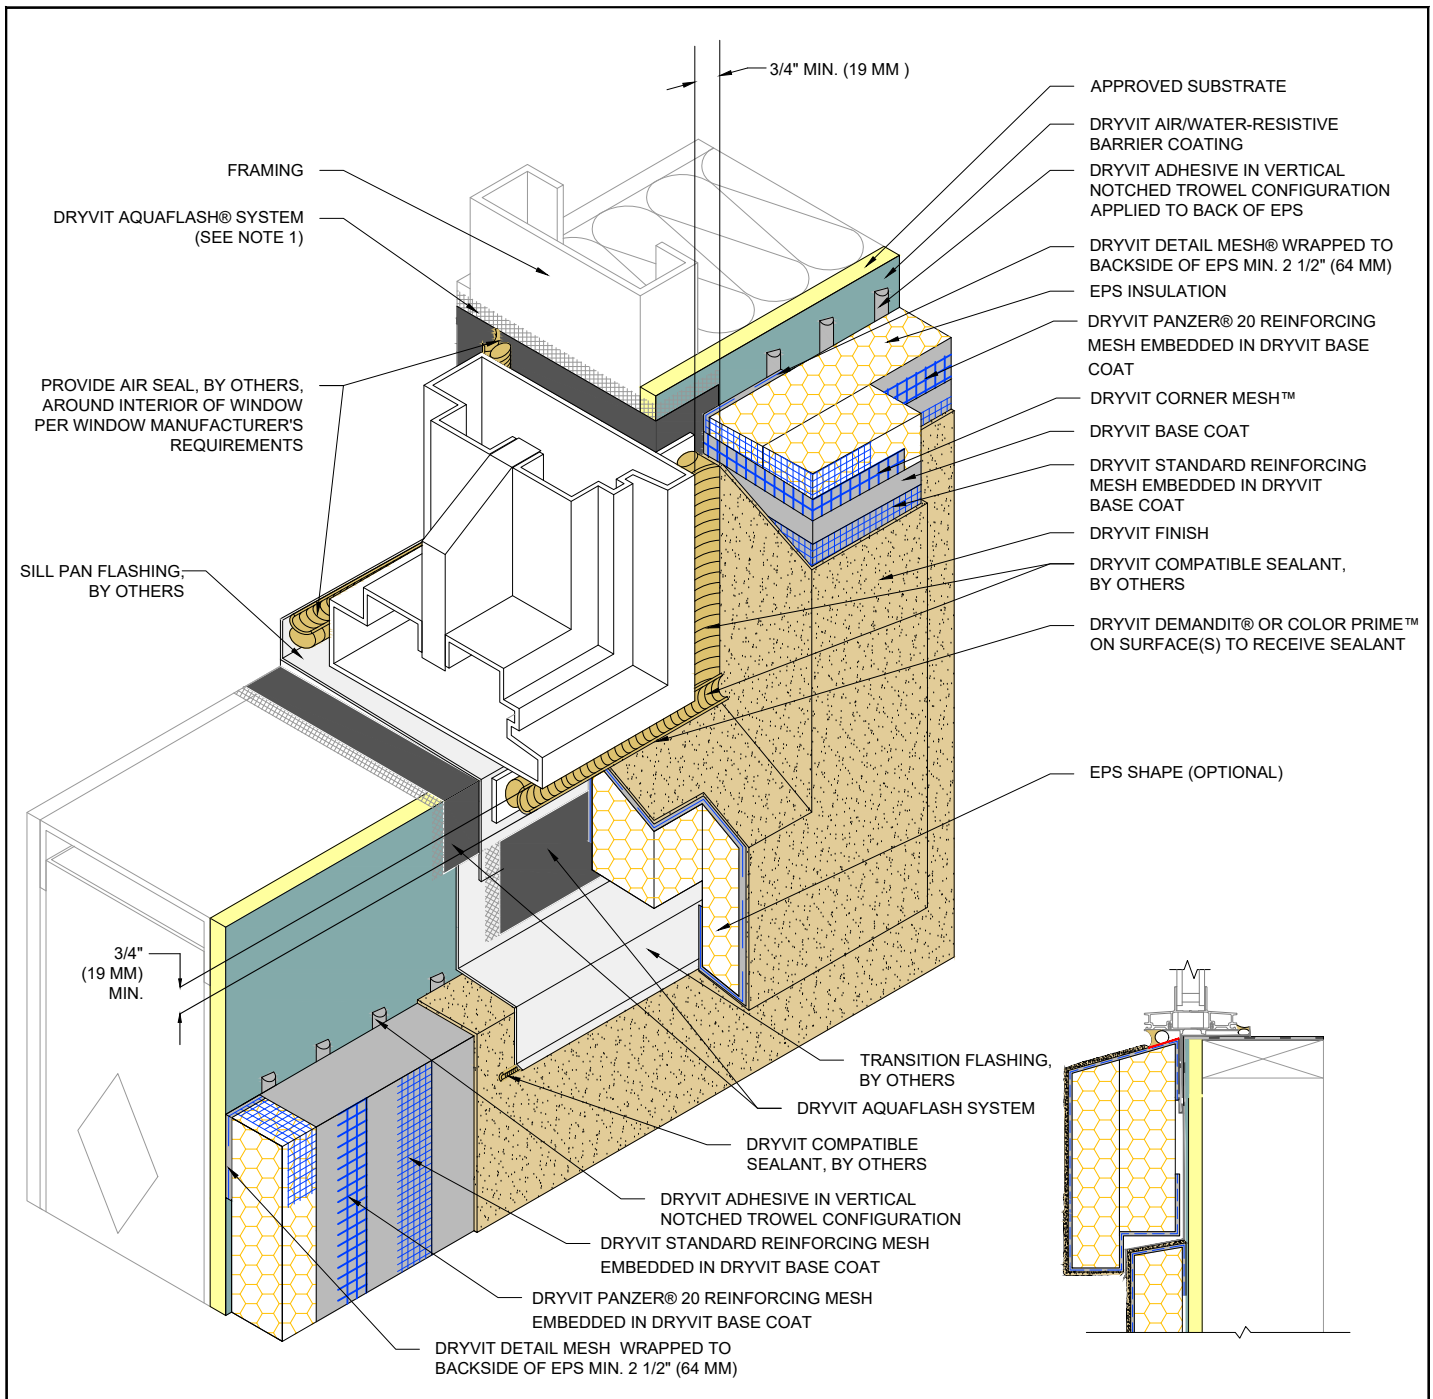 3/4" MIN. (19 MM )
APPROVED SUBSTRATE
DRYVIT AIR/WATER-RESISTIVE
BARRIER COATING
DRYVIT ADHESIVE IN VERTICAL
NOTCHED TROWEL CONFIGURATION
APPLIED TO BACK OF EPS
DRYVIT DETAIL MESH® WRAPPED TO
BACKSIDE OF EPS MIN. 2 1/2" (64 MM)
EPS INSULATION
DRYVIT PANZER® 20 REINFORCING
MESH EMBEDDED IN DRYVIT BASE
COAT
DRYVIT CORNER MESH™
DRYVIT BASE COAT
DRYVIT STANDARD REINFORCING
MESH EMBEDDED IN DRYVIT
BASE COAT
DRYVIT FINISH
DRYVIT COMPATIBLE SEALANT,
BY OTHERS
DRYVIT DEMANDIT® OR COLOR PRIME™
ON SURFACE(S) TO RECEIVE SEALANT
EPS SHAPE (OPTIONAL)
FRAMING
DRYVIT AQUAFLASH® SYSTEM
(SEE NOTE 1)
PROVIDE AIR SEAL, BY OTHERS,
AROUND INTERIOR OF WINDOW
PER WINDOW MANUFACTURER'S
REQUIREMENTS
SILL PAN FLASHING,
BY OTHERS
3/4"
(19 MM)
MIN.
TRANSITION FLASHING,
BY OTHERS
DRYVIT AQUAFLASH SYSTEM
DRYVIT COMPATIBLE
SEALANT, BY OTHERS
DRYVIT ADHESIVE IN VERTICAL
NOTCHED TROWEL CONFIGURATION
DRYVIT STANDARD REINFORCING MESH
EMBEDDED IN DRYVIT BASE COAT
DRYVIT PANZER® 20 REINFORCING MESH
EMBEDDED IN DRYVIT BASE COAT
DRYVIT DETAIL MESH WRAPPED TO
BACKSIDE OF EPS MIN. 2 1/2" (64 MM)